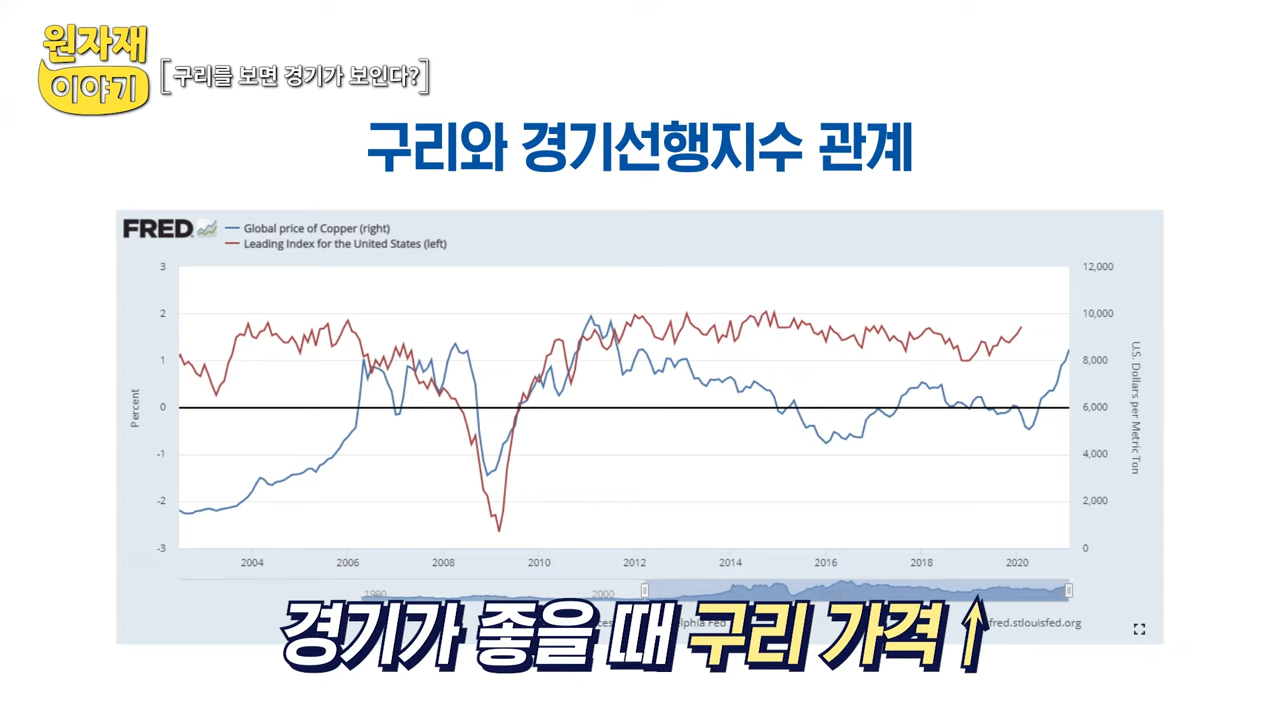 원자재
이야기
[구리를 보면 경기가 보인다?]
구리와 경기선행지수 관계
FRED
Global price of Copper (right)
Leading Index for the United States (left)
3
2
1
0
-1
-2
-3
Percent
12,000
10,000
8,000
6,000
4,000
2,000
0
U.S. Dollars per Metric Ton
2004 2006 2008 2010 2012 2014 2016 2018 2020
1990 2000
Fed
fred.stlouisfed.org
경기가 좋을 때 구리 가격↑